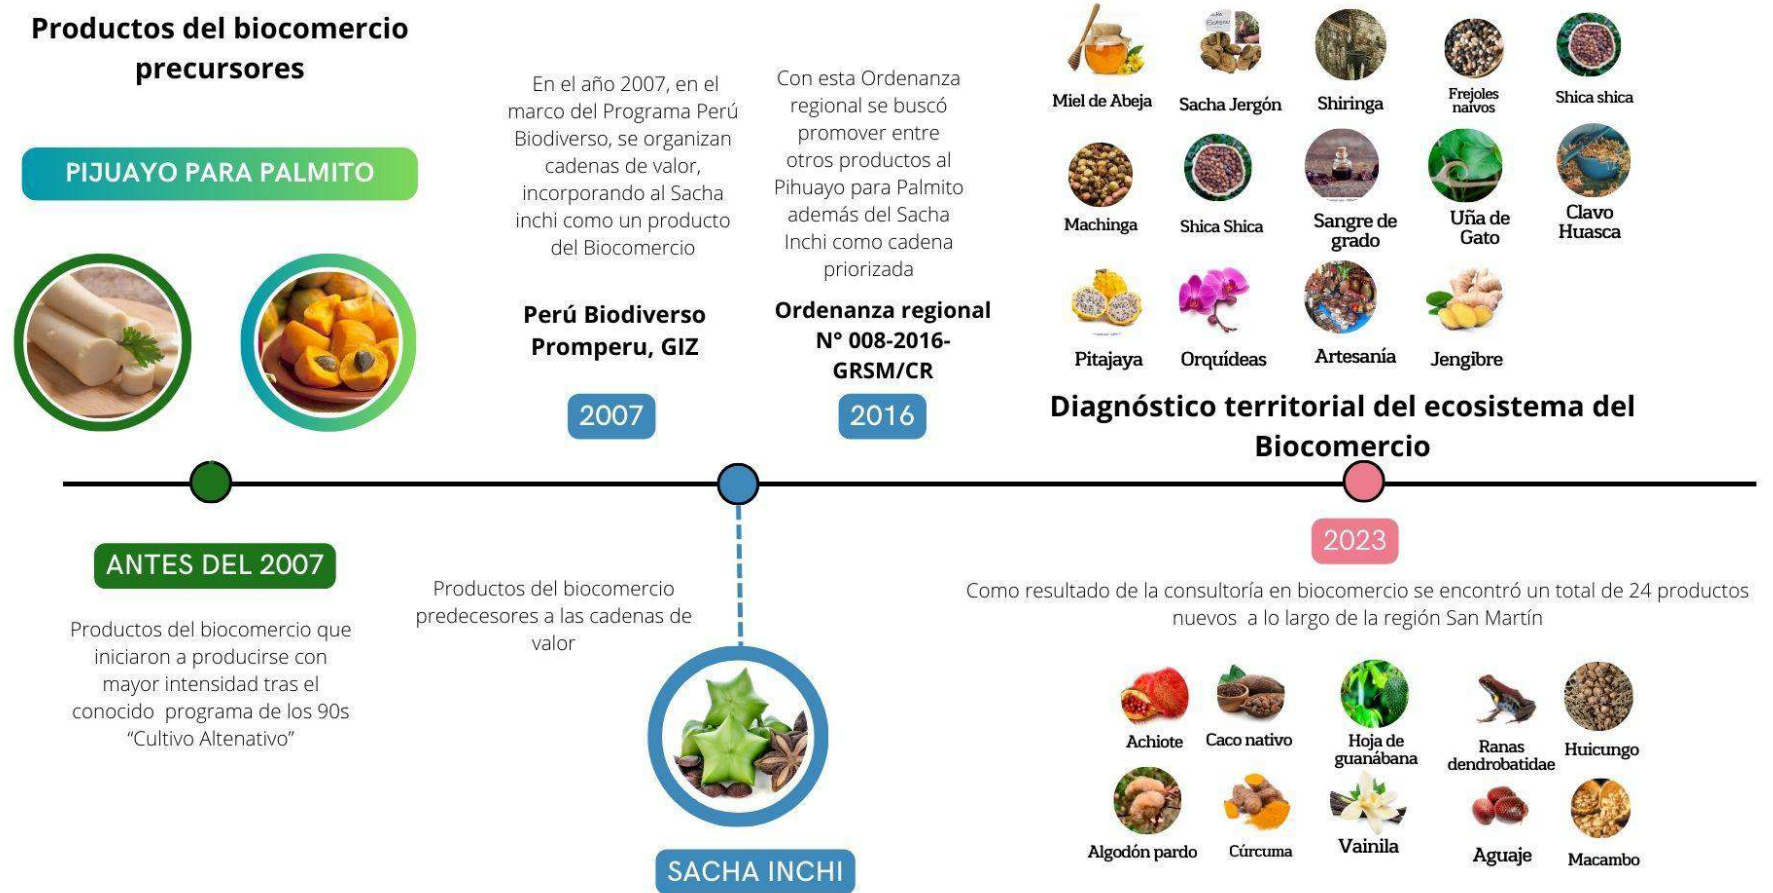 Productos del biocomercio
precursores
PIJUAYO PARA PALMITO
ANTES DEL 2007
Productos del biocomercio que
iniciaron a producirse con
mayor intensidad tras el
conocido programa de los 90s
“Cultivo Altenativo”
En el año 2007, en el
marco del Programa Perú
Biodiverso, se organizan
cadenas de valor,
incorporando al Sacha
inchi como un producto
del Biocomercio
Perú Biodiverso
Promperu, GIZ
2007
Con esta Ordenanza
regional se buscó
promover entre
otros productos al
Pihuayo para Palmito
además del Sacha
Inchi como cadena
priorizada
Ordenanza regional
N° 008-2016-
GRSM/CR
2016
Productos del biocomercio
predecesores a las cadenas de
valor
SACHA INCHI
Miel de Abeja
Sacha Jergón
Shiringa
Frejoles
naívos
Shica shica
Machinga
Shica Shica
Sangre de
grado
Uña de
Gato
Clavo
Huasca
Pitajaya
Orquídeas
Artesanía
Jengibre
Diagnóstico territorial del ecosistema del
Biocomercio
2023
Como resultado de la consultoría en biocomercio se encontró un total de 24 productos
nuevos a lo largo de la región San Martín
Achiote
Caco nativo
Hoja de
guanábana
Ranas
dendrobatidae
Huicungo
Algodón pardo
Cúrcuma
Vainila
Aguaje
Macambo